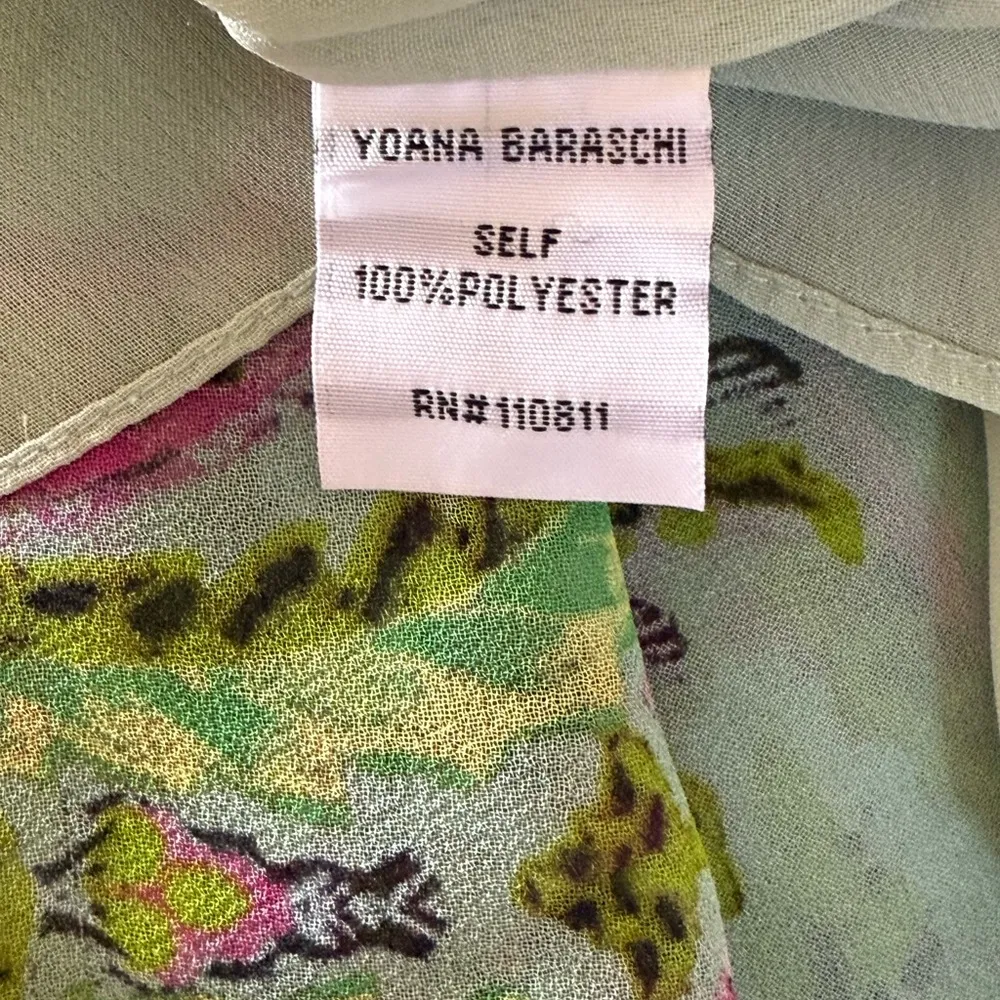 YOANA BARASCHI
SELF
100%POLYESTER
RN#110811